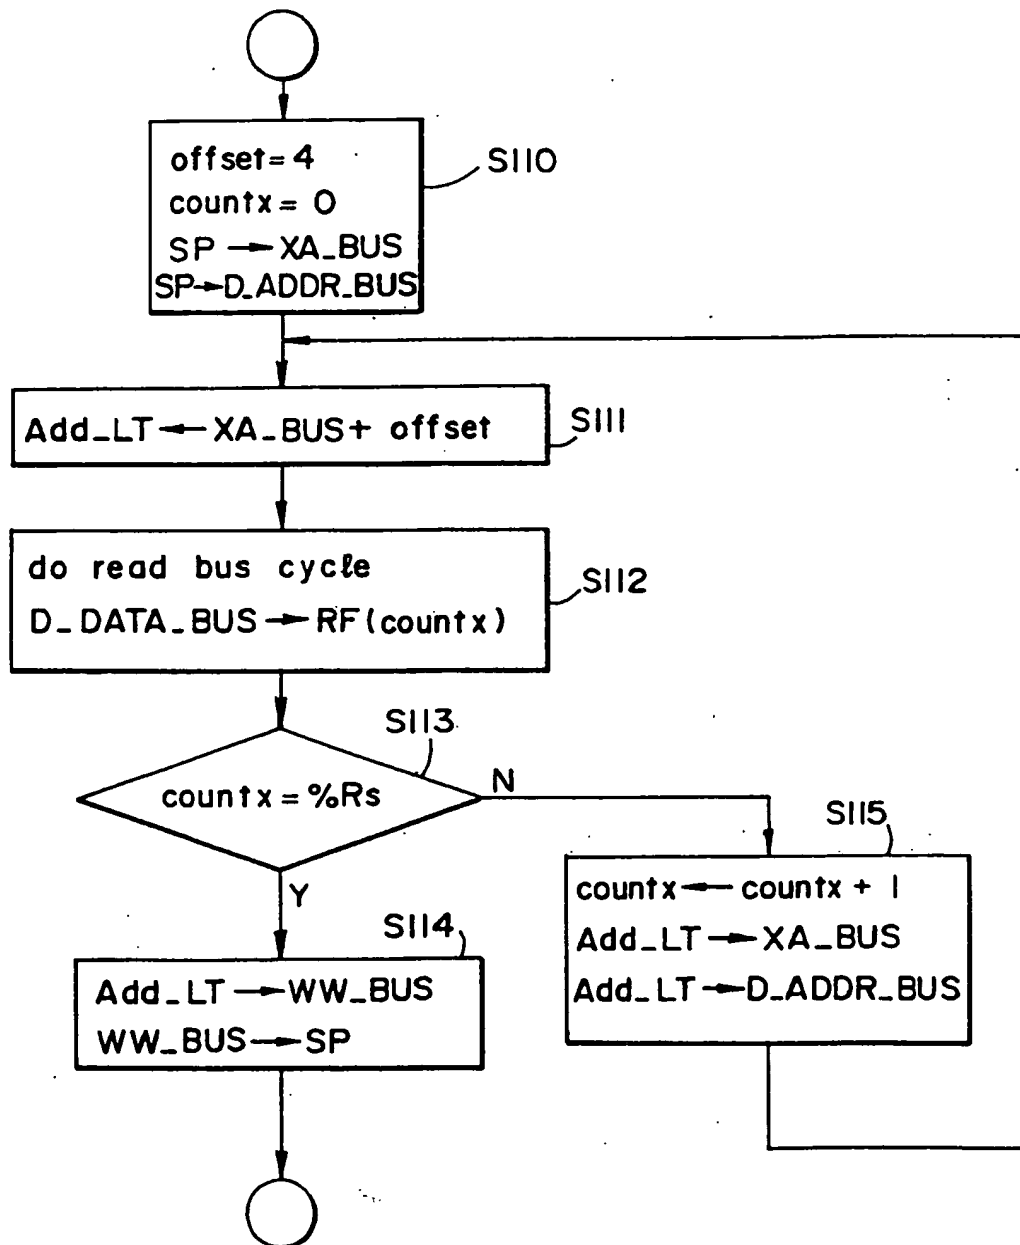 offset=4
countx=0
SP → XA_BUS
SP→D_ADDR_BUS
S110
Add_LT ← XA_BUS+ offset
S111
do read bus cycle
D_DATA_BUS → RF(countx)
S112
S113
countx = %Rs
N
Y
S115
countx ← countx + 1
Add_LT → XA_BUS
Add_LT → D_ADDR_BUS
S114
Add_LT → WW_BUS
WW_BUS → SP